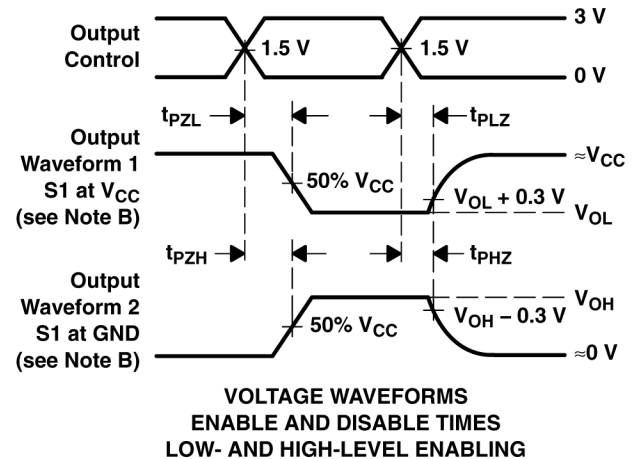 Output
Control
1.5 V
1.5 V
3 V
0 V
tPZL
tPLZ
Output
Waveform 1
S1 at VCC
(see Note B)
50% VCC
VOL + 0.3 V
≈VCC
VOL
tPZH
tPHZ
Output
Waveform 2
S1 at GND
(see Note B)
50% VCC
VOH − 0.3 V
VOH
≈0 V
VOLTAGE WAVEFORMS
ENABLE AND DISABLE TIMES
LOW- AND HIGH-LEVEL ENABLING